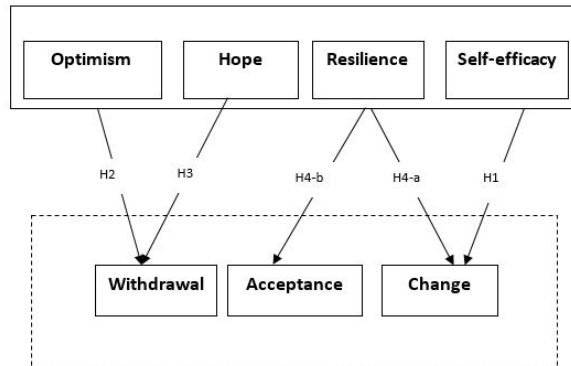 Optimism
Hope
Resilience
Self-efficacy
H2
H3
H4-b
H4-a
H1
Withdrawal
Acceptance
Change